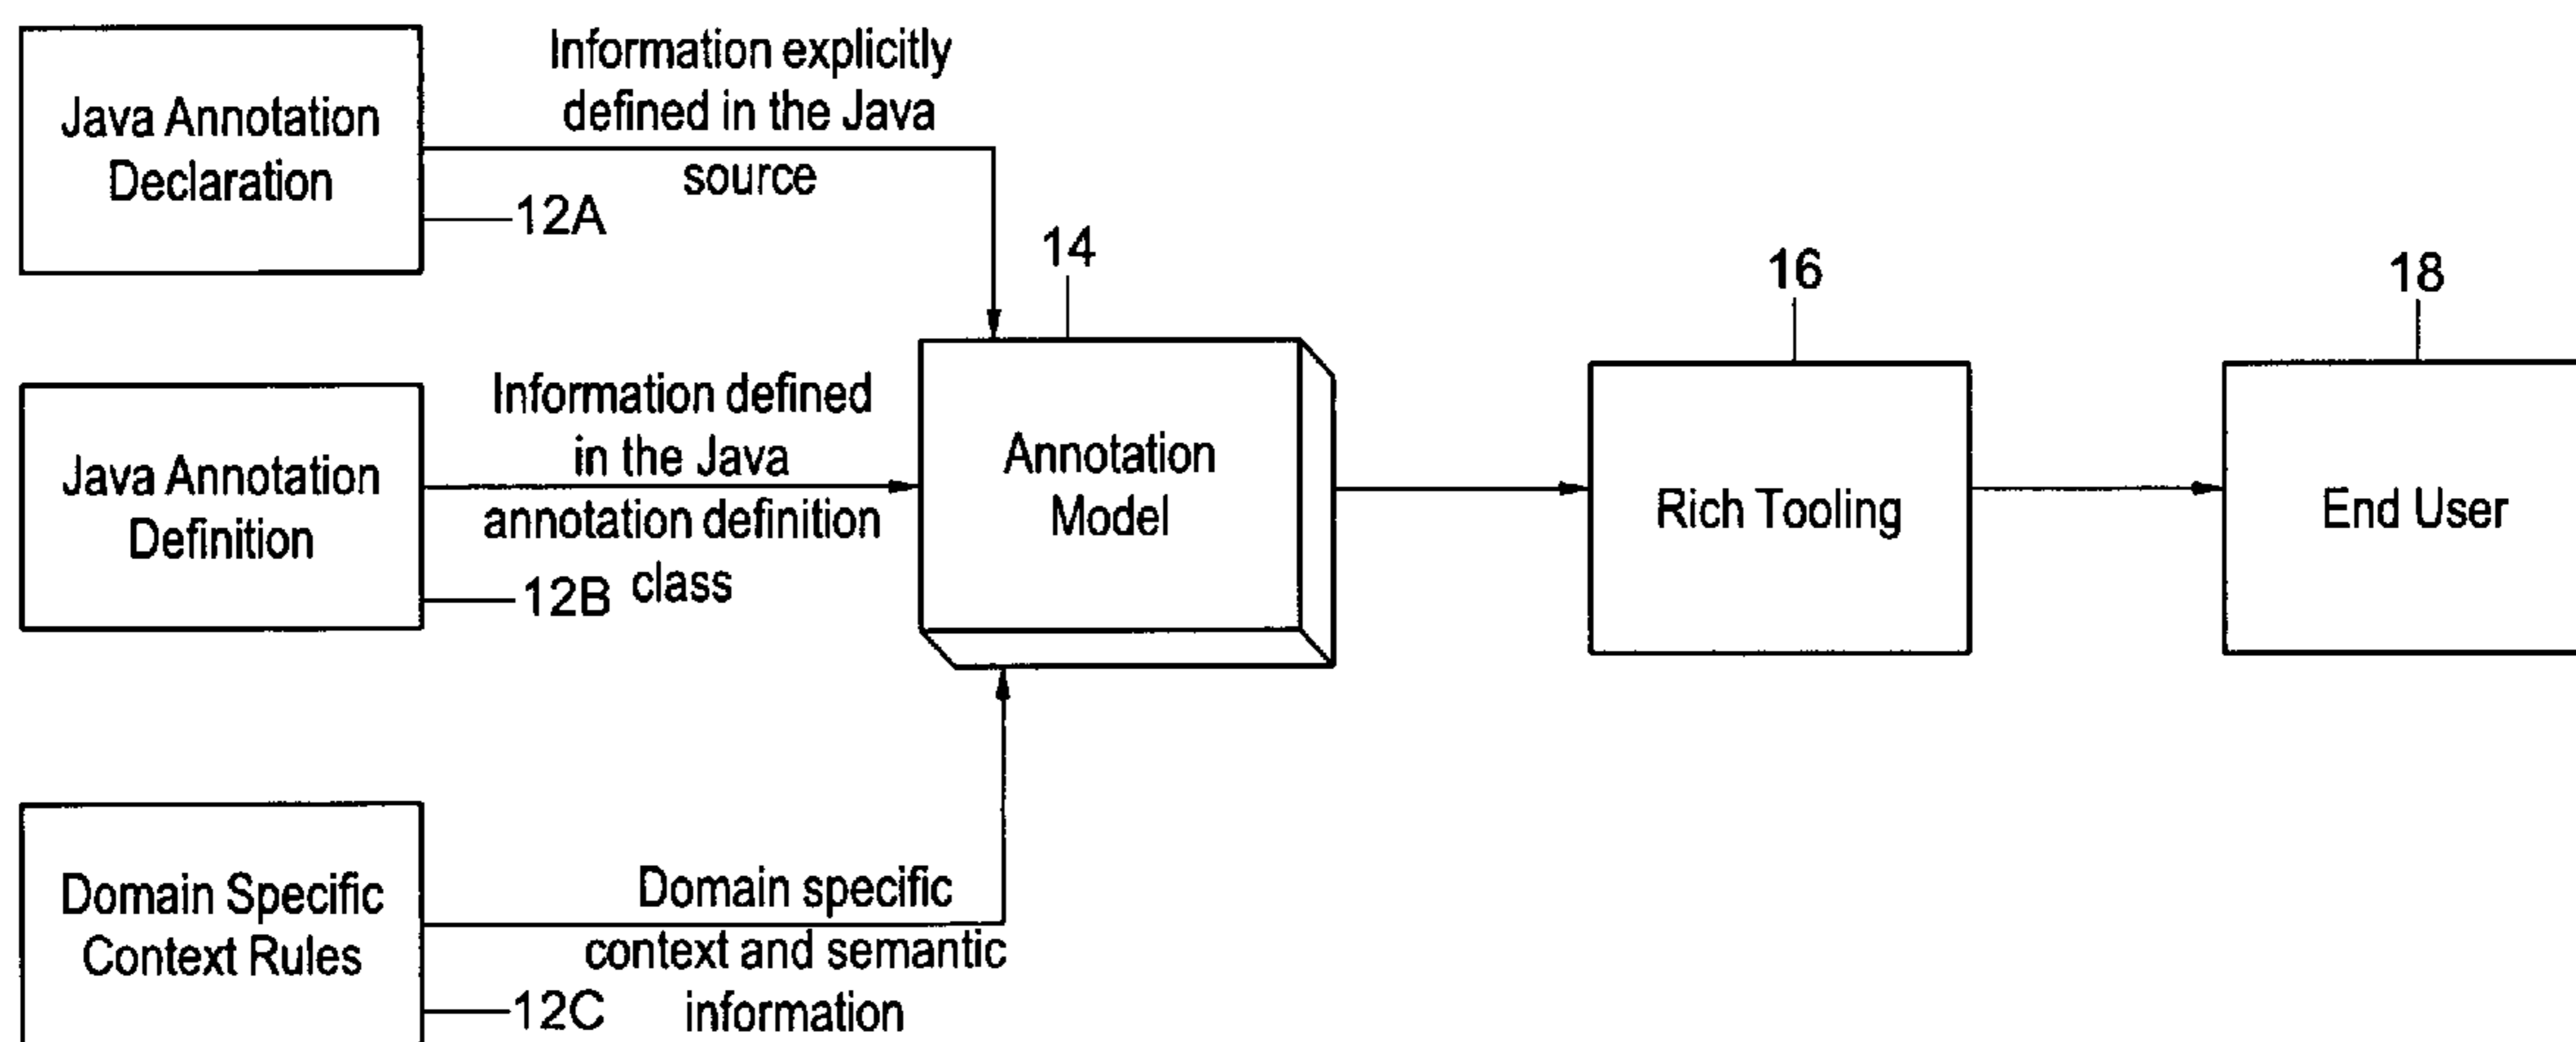 Java Annotation
Declaration
12A
Information explicitly
defined in the Java
source
Java Annotation
Definition
12B
Information defined
in the Java
annotation definition
class
Domain Specific
Context Rules
12C
Domain specific
context and semantic
information
14
Annotation
Model
16
Rich Tooling
18
End User